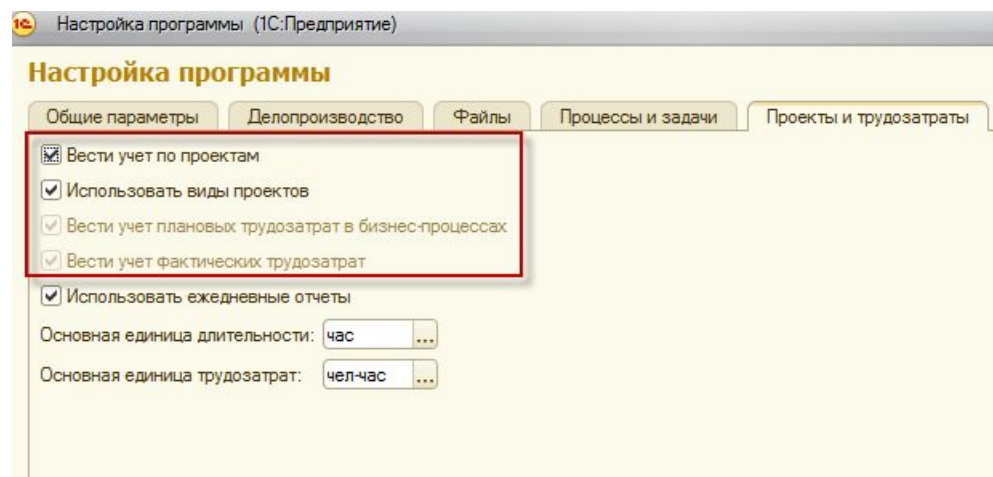 1С Настройка программы (1С:Предприятие)
Настройка программы
Общие параметры Делопроизводство Файлы Процессы и задачи Проекты и трудозатраты
Вести учет по проектам
Использовать виды проектов
Вести учет плановых трудозатрат в бизнес-процессах
Вести учет фактических трудозатрат
Использовать ежедневные отчеты
Основная единица длительности: час ...
Основная единица трудозатрат: чел-час ...